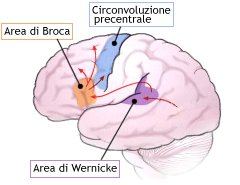 Circonvoluzione
precentrale
Area di Broca
Area di Wernicke